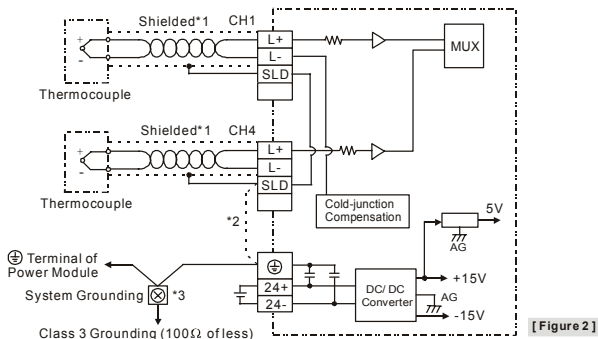 Shielded*1 CH1
+
-
L+
L-
SLD
MUX
Thermocouple
Shielded*1 CH4
+
-
L+
L-
SLD
Thermocouple
*2
Cold-junction
Compensation
5V
AG
Terminal of
Power Module
System Grounding *3
24+
24-
DC/ DC
Converter
+15V
AG
-15V
Class 3 Grounding (100Ω of less)
[ Figure 2 ]